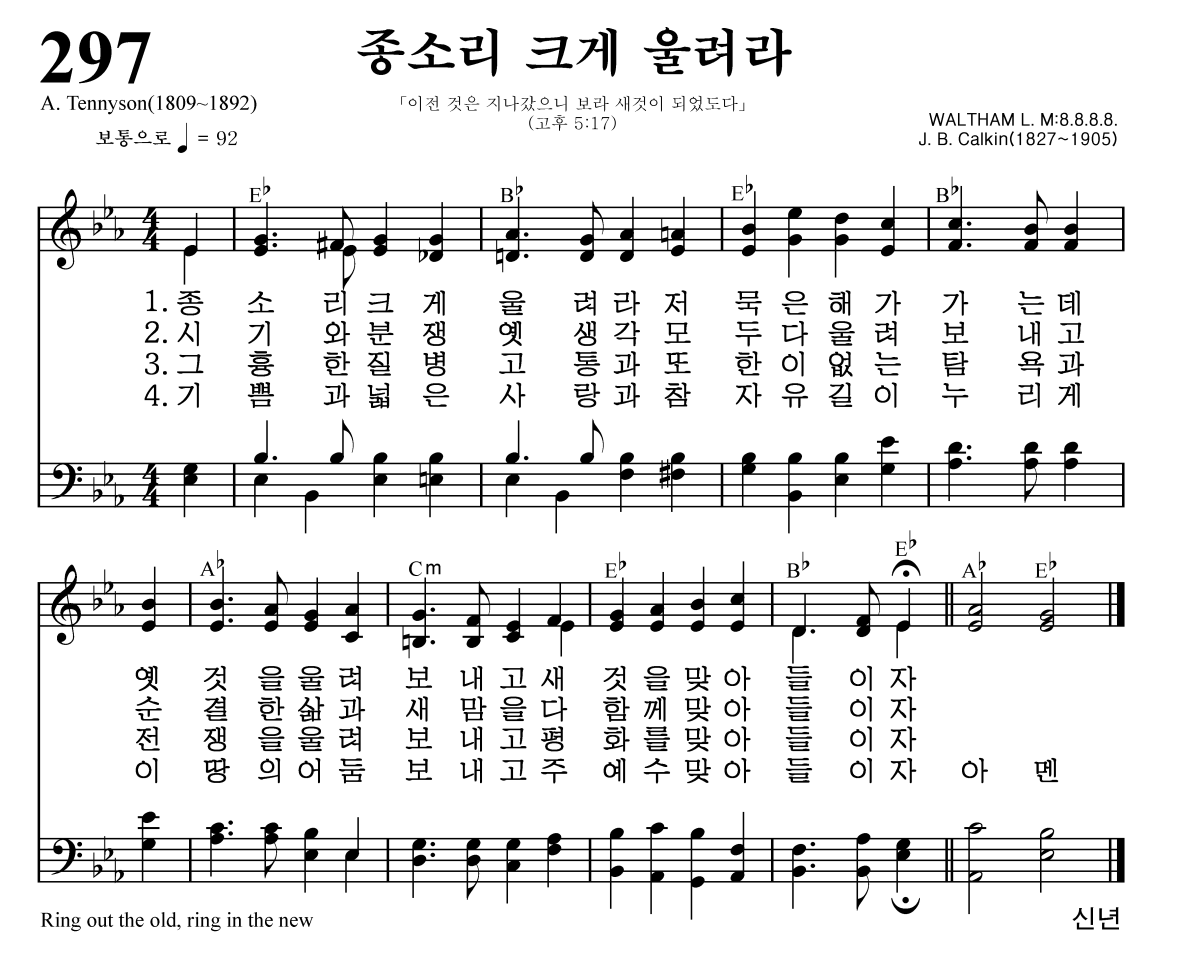 297
종소리 크게 울려라
A. Tennyson(1809~1892)
「이전 것은 지나갔으니 보라 새것이 되었도다」
(고후 5:17)
WALTHAM L. M:8.8.8.8.
보통으로 ♩ = 92
J. B. Calkin(1827~1905)
E♭ B♭ E♭ B♭
1. 종 소 리 크 게 울 려 라 저 묵 은 해 가 가 는 데
2. 시 기 와 분 쟁 옛 생 각 모 두 다 울 려 보 내 고
3. 그 흉 한 질 병 고 통 과 또 한 이 없 는 탐 욕 과
4. 기 쁨 과 넓 은 사 랑 과 참 자 유 길 이 누 리 게
A♭ Cm E♭ B♭ E♭ A♭ E♭
옛 것 을 울 려 보 내 고 새 것 을 맞 아 들 이 자
순 결 한 삶 과 새 맘 을 다 함 께 맞 아 들 이 자
전 쟁 을 울 려 보 내 고 평 화 를 맞 아 들 이 자
이 땅 의 어 둠 보 내 고 주 예 수 맞 아 들 이 자 아 멘
Ring out the old, ring in the new
신년